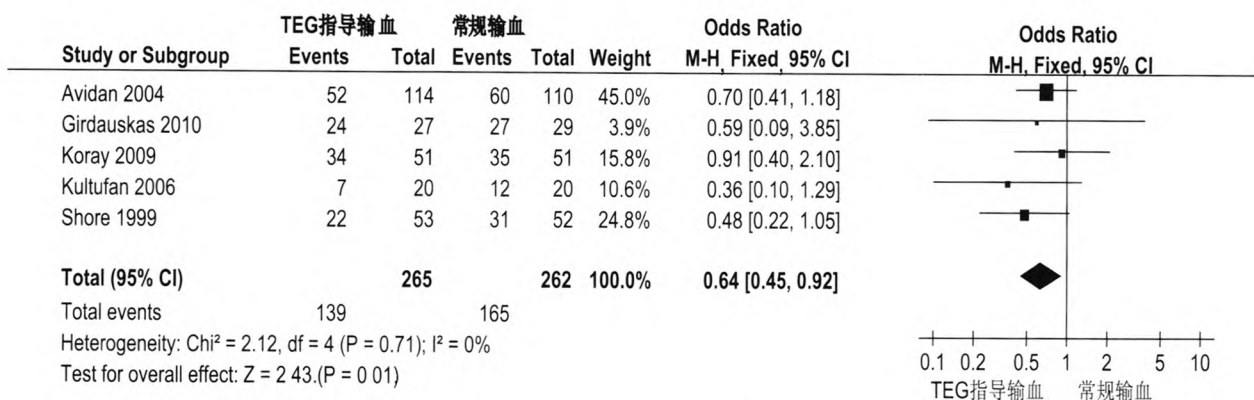 TEG指导输血 常规输血 Odds Ratio Odds Ratio
Study or Subgroup Events Total Events Total Weight M-H, Fixed 95% CI M-H, Fixed, 95% CI
Avidan 2004 52 114 60 110 45.0% 0.70 [0.41, 1.18]
Girdauskas 2010 24 27 27 29 3.9% 0.59 [0.09, 3.85]
Koray 2009 34 51 35 51 15.8% 0.91 [0.40, 2.10]
Kultufan 2006 7 20 12 20 10.6% 0.36 [0.10, 1.29]
Shore 1999 22 53 31 52 24.8% 0.48 [0.22, 1.05]
Total (95% CI) 265 262 100.0% 0.64 [0.45, 0.92]
Total events 139 165
Heterogeneity: Chi² = 2.12, df = 4 (P = 0.71); I² = 0%
Test for overall effect: Z = 2 43.(P = 0 01)
0.1 0.2 0.5 1 2 5 10
TEG指导输血 常规输血